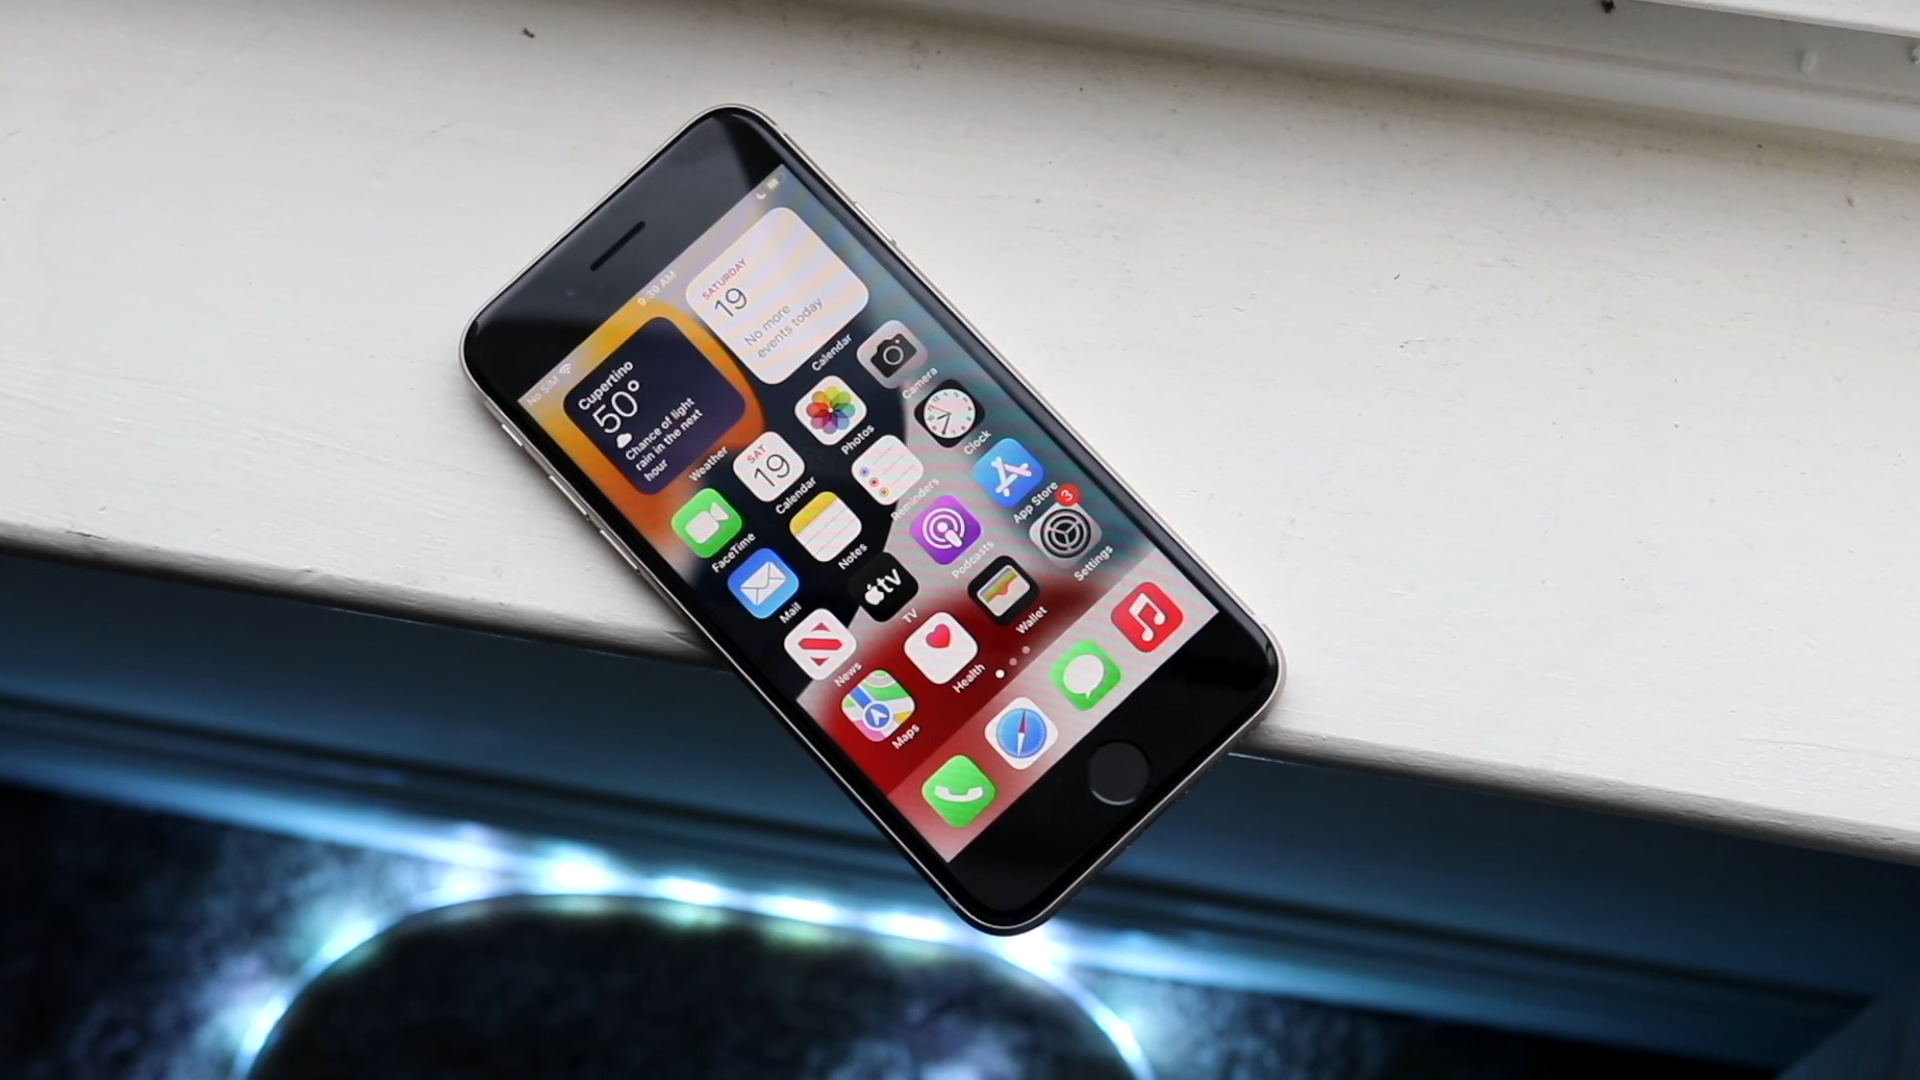 No SIM
9:39 AM
Cupertino
50°
Chance of light
rain in the next
hour
Weather
SATURDAY
19
No more
events today
Calendar
FaceTime
SAT
19
Calendar
Photos
Camera
Mail
Notes
Reminders
Clock
News
tv
TV
Podcasts
App Store
Maps
Health
Wallet
3
Settings